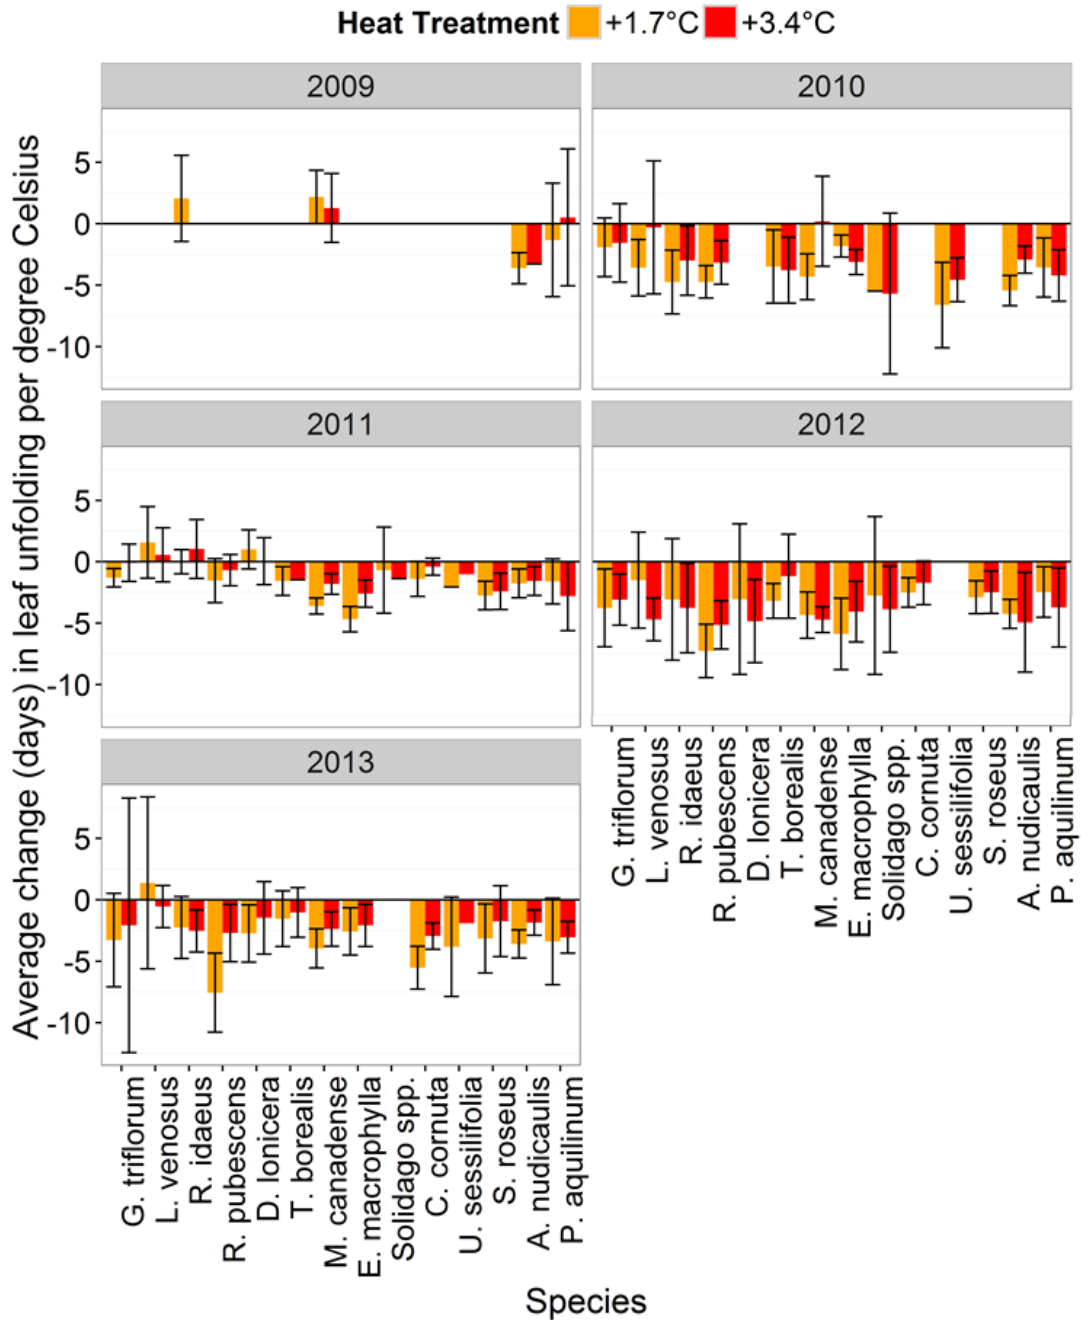 Heat Treatment +1.7°C +3.4°C
Average change (days) in leaf unfolding per degree Celsius
2009
5
0
-5
-10
2010
2011
5
0
-5
-10
2012
G. triflorum
L. venosus
R. idaeus
R. pubescens
D. lonicera
T. borealis
M. canadense
E. macrophylla
Solidago spp.
C. cornuta
U. sessilifolia
S. roseus
A. nudicaulis
P. aquilinum
2013
5
0
-5
-10
G. triflorum
L. venosus
R. idaeus
R. pubescens
D. lonicera
T. borealis
M. canadense
E. macrophylla
Solidago spp.
C. cornuta
U. sessilifolia
S. roseus
A. nudicaulis
P. aquilinum
Species